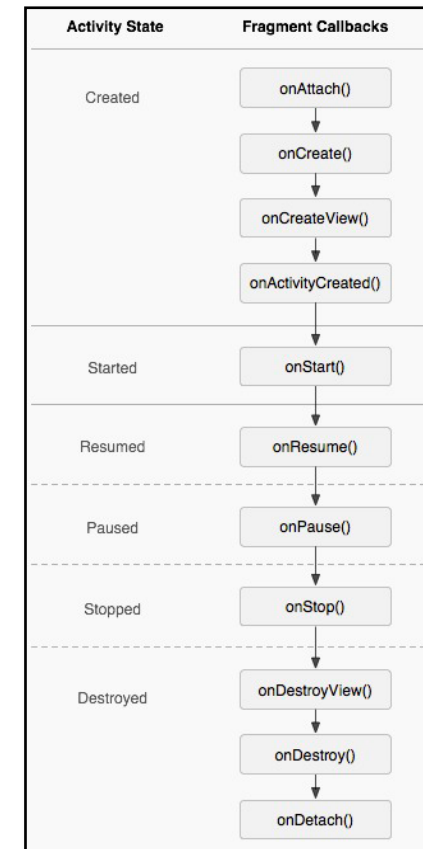 Activity State Fragment Callbacks
Created
onAttach()
onCreate()
onCreateView()
onActivityCreated()
Started
onStart()
Resumed
onResume()
Paused
onPause()
Stopped
onStop()
Destroyed
onDestroyView()
onDestroy()
onDetach()